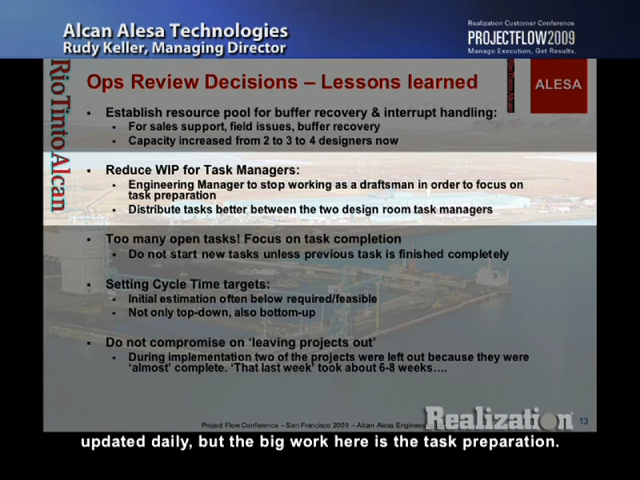 Alcan Alesa Technologies
Rudy Keller, Managing Director
Realization Customer Conference
PROJECTFLOW2009
Manage Execution, Get Results.
RioTintoAlcan
Ops Review Decisions – Lessons learned
ALESA
▪ Establish resource pool for buffer recovery & interrupt handling:
▪ For sales support, field issues, buffer recovery
▪ Capacity increased from 2 to 3 to 4 designers now
▪ Reduce WIP for Task Managers:
▪ Engineering Manager to stop working as a draftsman in order to focus on
task preparation
▪ Distribute tasks better between the two design room task managers
▪ Too many open tasks! Focus on task completion
▪ Do not start new tasks unless previous task is finished completely
▪ Setting Cycle Time targets:
▪ Initial estimation often below required/feasible
▪ Not only top-down, also bottom-up
▪ Do not compromise on ‘leaving projects out’
▪ During implementation two of the projects were left out because they were
‘almost’ complete. ‘That last week’ took about 6-8 weeks….
Project Flow Conference – San Francisco 2009 – Alcan Alesa
Realization
13
updated daily, but the big work here is the task preparation.